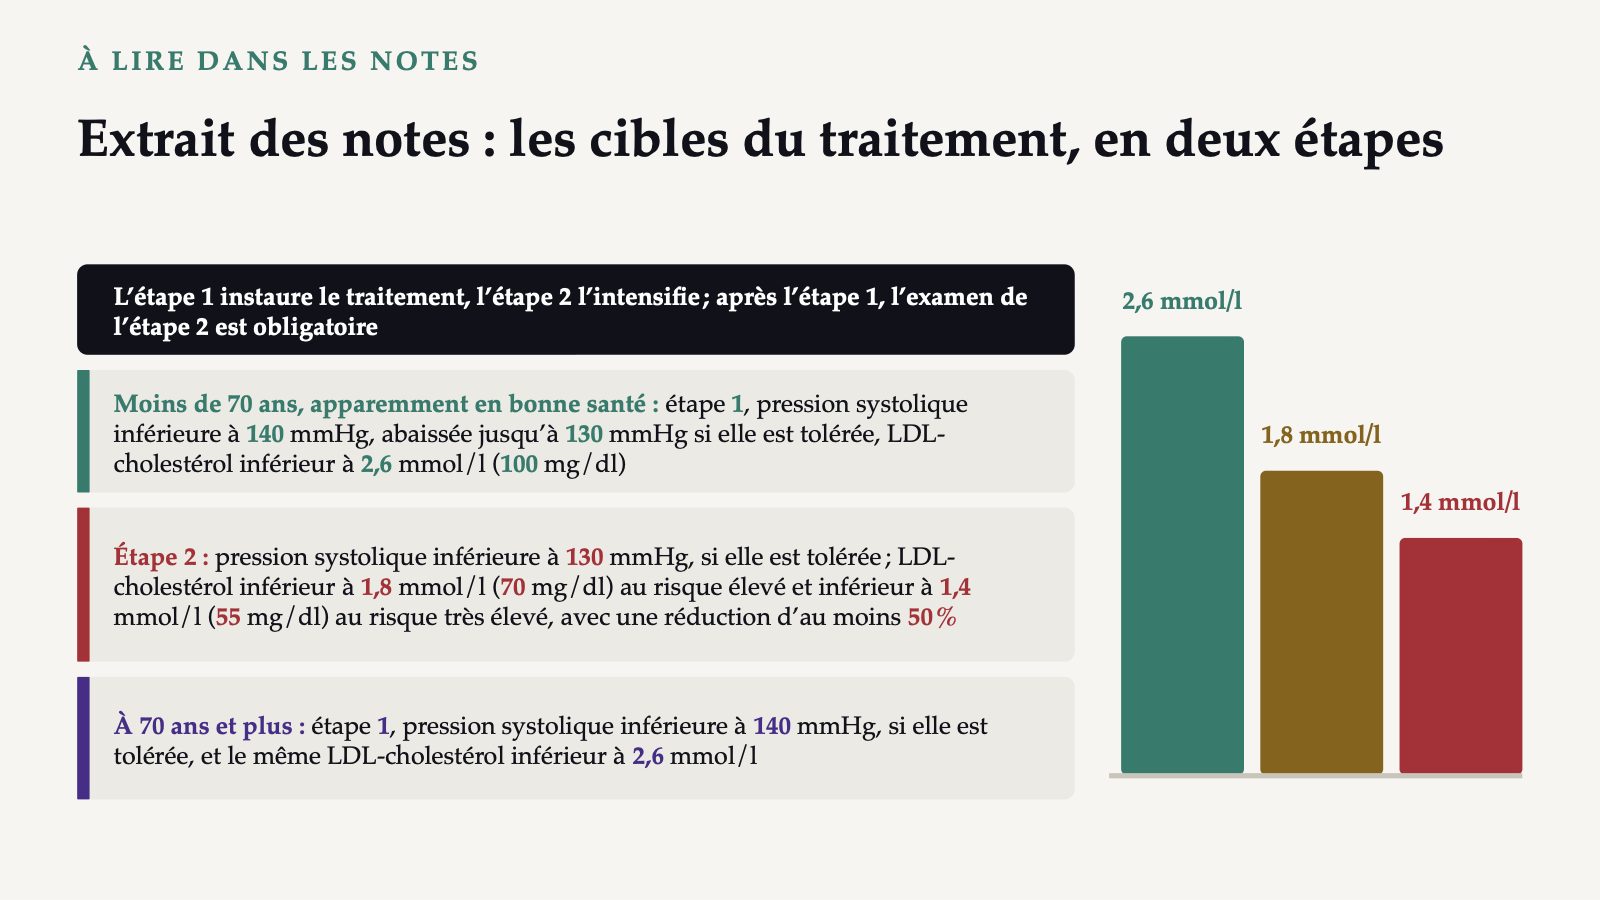 À LIRE DANS LES NOTES
Extrait des notes : les cibles du traitement, en deux étapes
L’étape 1 instaure le traitement, l’étape 2 l’intensifie ; après l’étape 1, l’examen de
l’étape 2 est obligatoire
Moins de 70 ans, apparemment en bonne santé : étape 1, pression systolique
inférieure à 140 mmHg, abaissée jusqu’à 130 mmHg si elle est tolérée, LDL-
cholestérol inférieur à 2,6 mmol/l (100 mg/dl)
Étape 2 : pression systolique inférieure à 130 mmHg, si elle est tolérée ; LDL-
cholestérol inférieur à 1,8 mmol/l (70 mg/dl) au risque élevé et inférieur à 1,4
mmol/l (55 mg/dl) au risque très élevé, avec une réduction d’au moins 50 %
À 70 ans et plus : étape 1, pression systolique inférieure à 140 mmHg, si elle est
tolérée, et le même LDL-cholestérol inférieur à 2,6 mmol/l
2,6 mmol/l
1,8 mmol/l
1,4 mmol/l